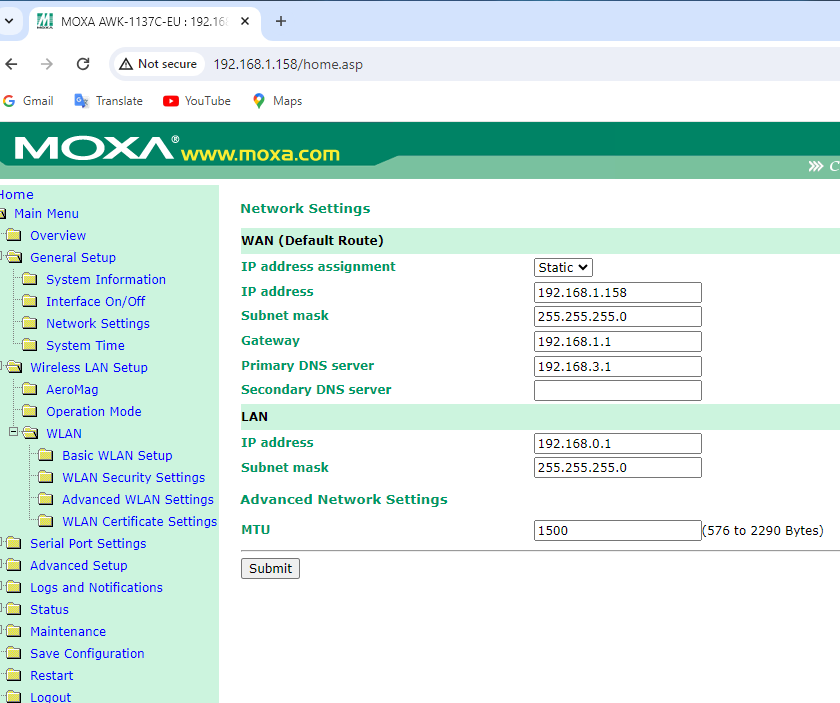 MOXA AWK-1137C-EU : 192.168
Not secure 192.168.1.158/home.asp
Gmail Translate YouTube Maps
MOXA® www.moxa.com
Home
Main Menu
Overview
General Setup
System Information
Interface On/Off
Network Settings
System Time
Wireless LAN Setup
AeroMag
Operation Mode
WLAN
Basic WLAN Setup
WLAN Security Settings
Advanced WLAN Settings
WLAN Certificate Settings
Serial Port Settings
Advanced Setup
Logs and Notifications
Status
Maintenance
Save Configuration
Restart
Logout
Network Settings
WAN (Default Route)
IP address assignment Static
IP address 192.168.1.158
Subnet mask 255.255.255.0
Gateway 192.168.1.1
Primary DNS server 192.168.3.1
Secondary DNS server
LAN
IP address 192.168.0.1
Subnet mask 255.255.255.0
Advanced Network Settings
MTU 1500 (576 to 2290 Bytes)
Submit